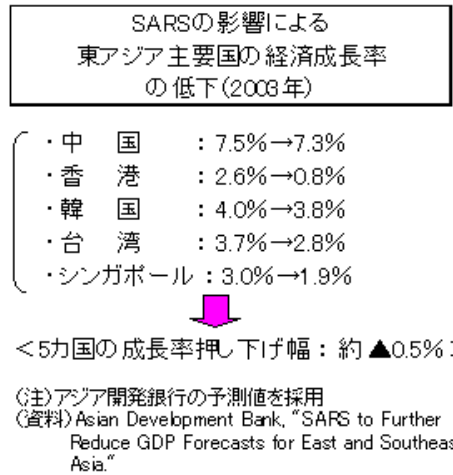 SARSの影響による
東アジア主要国の経済成長率
の低下(2003年)
・中 国 :7.5%→7.3%
・香 港 :2.6%→0.8%
・韓 国 :4.0%→3.8%
・台 湾 :3.7%→2.8%
・シンガポール:3.0%→1.9%
<5カ国の成長率押し下げ幅:約▲0.5%>
(注)アジア開発銀行の予測値を採用
(資料)Asian Development Bank, "SARS to Further
Reduce GDP Forecasts for East and Southeas
Asia."